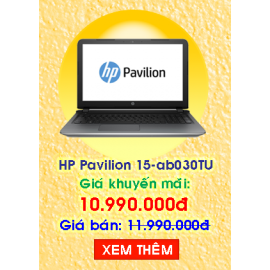 hp Pavilion
HP Pavilion 15-ab030TU
Giá khuyến mãi:
10.990.000đ
Giá bán: 11.990.000đ
XEM THÊM